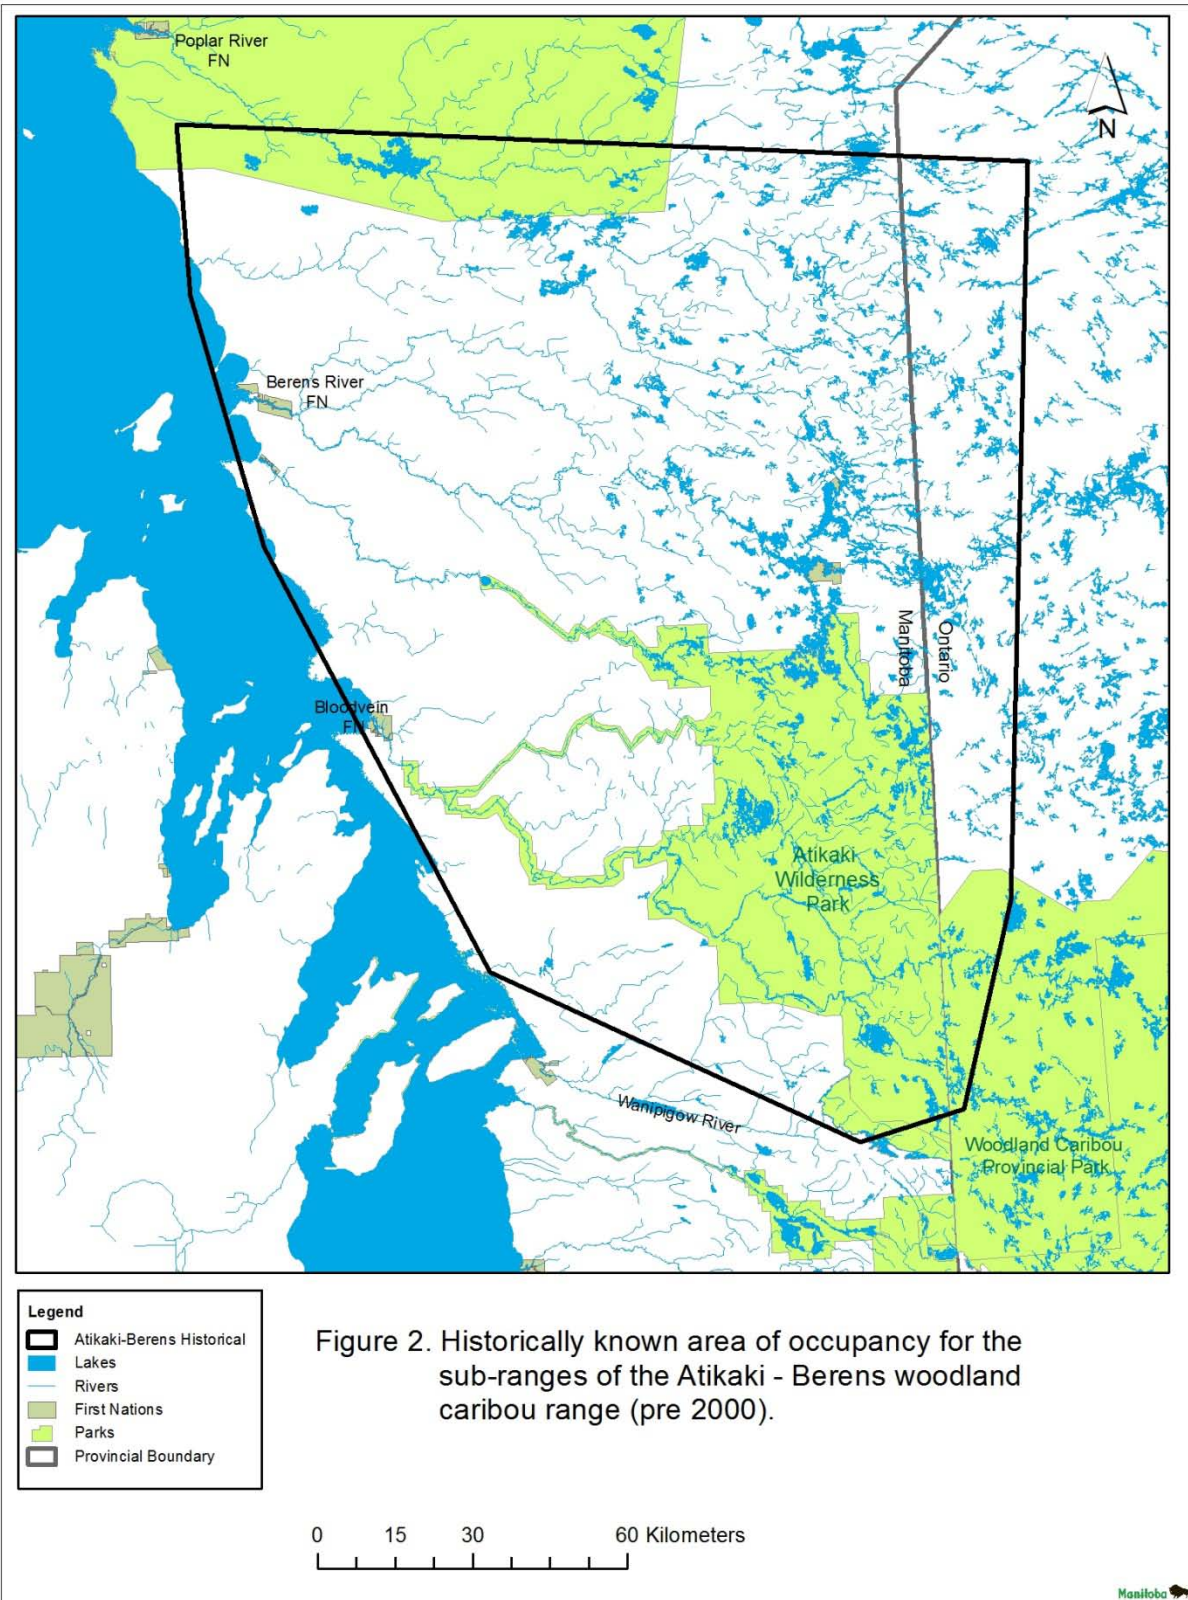 Poplar River
FN
N
Berens River
FN
Manitoba
Ontario
Bloodvein
FN
Atikaki
Wilderness
Park
Wanipigow River
Woodland Caribou
Provincial Park
Legend
Atikaki-Berens Historical
Lakes
Rivers
First Nations
Parks
Provincial Boundary
Figure 2. Historically known area of occupancy for the
sub-ranges of the Atikaki - Berens woodland
caribou range (pre 2000).
0 15 30 60 Kilometers
Manitoba